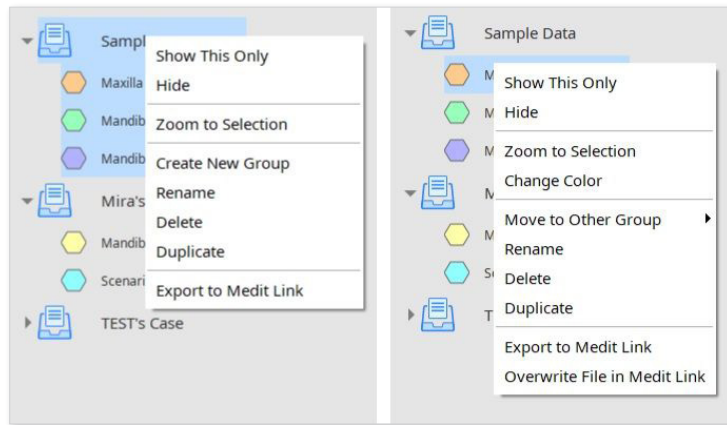 Sampl
Show This Only
Maxilla
Hide
Mandib
Zoom to Selection
Mandib
Create New Group
Mira's
Rename
Delete
Mandib
Duplicate
Scenari
Export to Medit Link
TEST's Case
Sample Data
M
Show This Only
M
Hide
M
Zoom to Selection
Change Color
M
Move to Other Group
M
Rename
Se
Delete
T
Duplicate
Export to Medit Link
Overwrite File in Medit Link